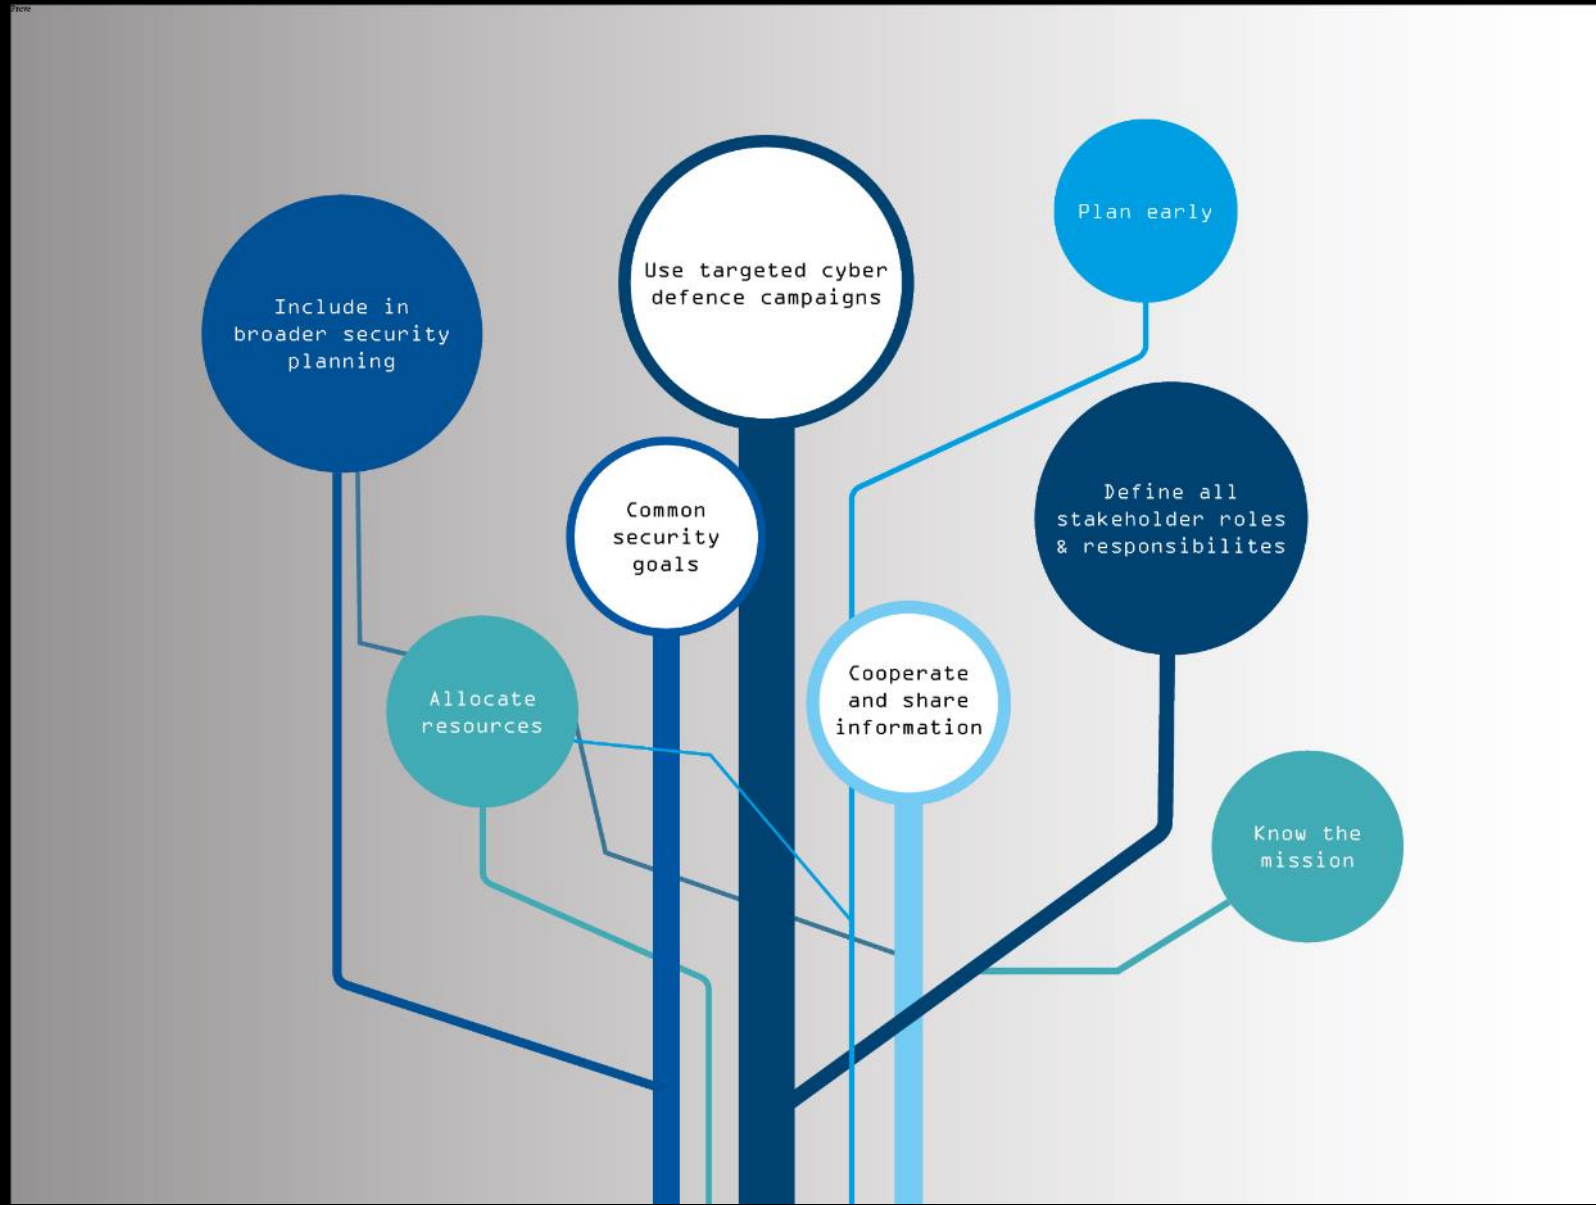 Preve
Plan early
Use targeted cyber
defence campaigns
Include in
broader security
planning
Define all
stakeholder roles
& responsibilites
Common
security
goals
Cooperate
and share
information
Allocate
resources
Know the
mission